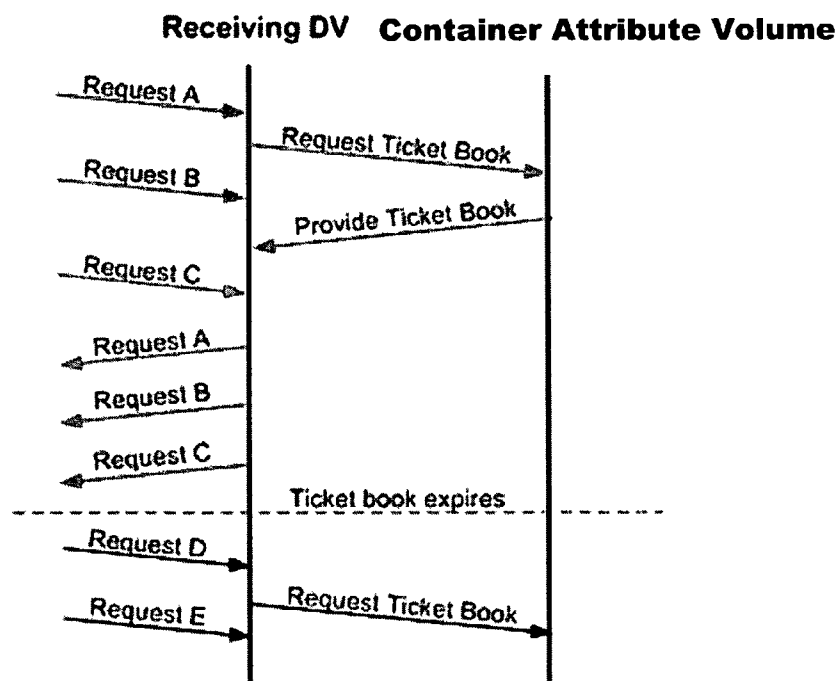 Receiving DV Container Attribute Volume
Request A
Request Ticket Book
Request B
Provide Ticket Book
Request C
Request A
Request B
Request C
Ticket book expires
Request D
Request Ticket Book
Request E